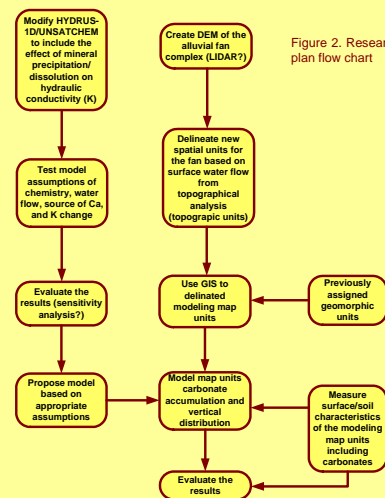 Modify HYDRUS-
1D/UNSATCHEM
to include the
effect of mineral
precipitation/
dissolution on
hydraulic
conductivity (K)
Test model
assumptions of
chemistry, water
flow, source of Ca,
and K change
Evaluate the
results (sensitivity
analysis?)
Propose model
based on
appropriate
assumptions
Create DEM of the
alluvial fan
complex (LIDAR?)
Delineate new
spatial units for
the fan based on
surface water flow
from
topographical
analysis
(topograpic units)
Use GIS to
delinated
modeling map
units
Model map units
carbonate
accumulation and
vertical
distribution
Evaluate the
results
Figure 2. Resear
plan flow chart
Previously
assigned
geomorphic
units
Measure
surface/soil
characteristics
of the modeling
map units
including
carbonates